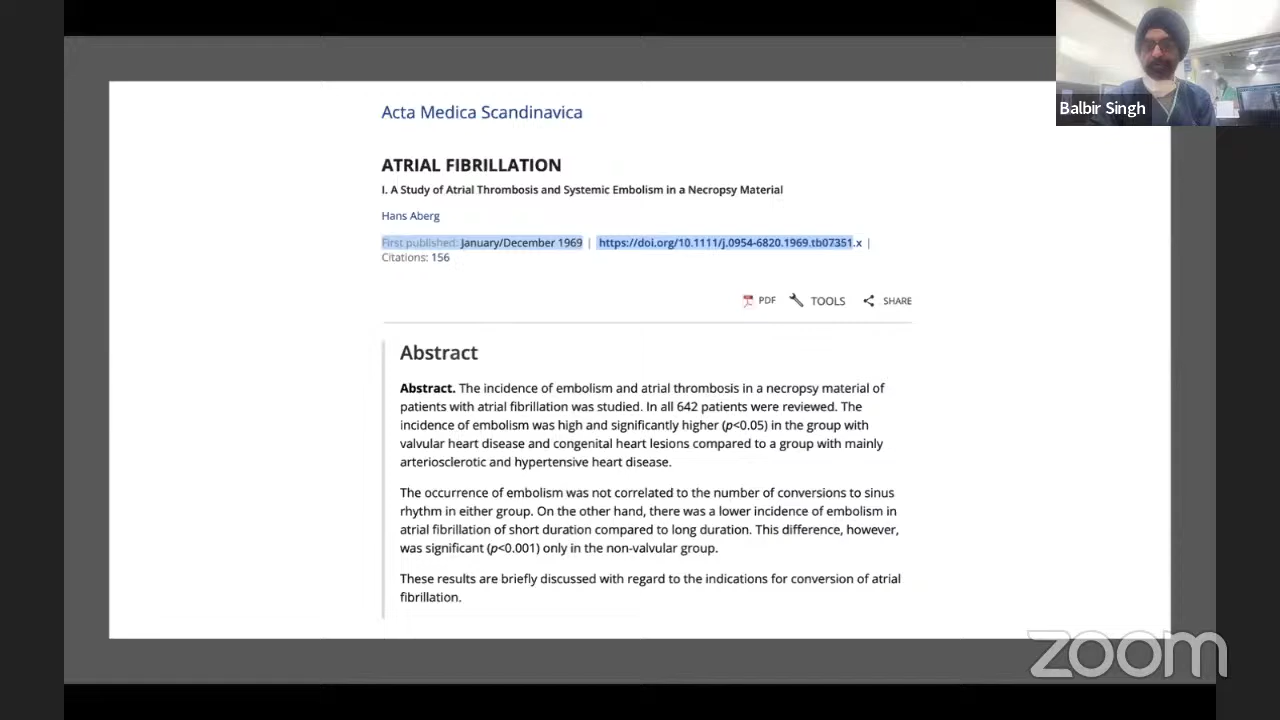 Balbir Singh
Acta Medica Scandinavica
ATRIAL FIBRILLATION
I. A Study of Atrial Thrombosis and Systemic Embolism in a Necropsy Material
Hans Aberg
First published: January/December 1969 | https://doi.org/10.1111/j.0954-6820.1969.tb07351.x |
Citations: 156
PDF TOOLS SHARE
Abstract
Abstract. The incidence of embolism and atrial thrombosis in a necropsy material of
patients with atrial fibrillation was studied. In all 642 patients were reviewed. The
incidence of embolism was high and significantly higher (p<0.05) in the group with
valvular heart disease and congenital heart lesions compared to a group with mainly
arteriosclerotic and hypertensive heart disease.
The occurrence of embolism was not correlated to the number of conversions to sinus
rhythm in either group. On the other hand, there was a lower incidence of embolism in
atrial fibrillation of short duration compared to long duration. This difference, however,
was significant (p<0.001) only in the non-valvular group.
These results are briefly discussed with regard to the indications for conversion of atrial
fibrillation.
zoom